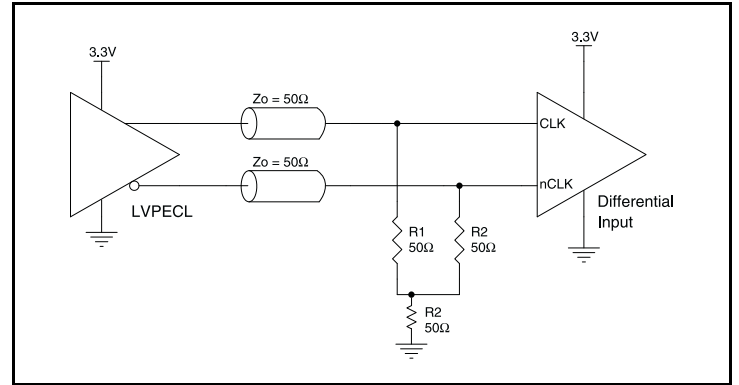 3.3V
3.3V
Zo = 50Ω
CLK
Zo = 50Ω
nCLK
LVPECL
Differential
Input
R1
50Ω
R2
50Ω
R2
50Ω